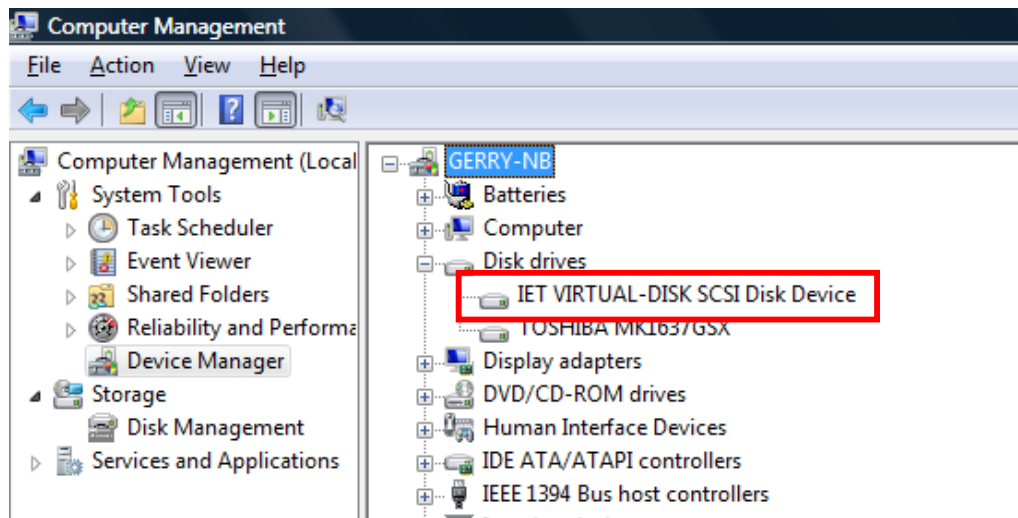 Computer Management
File Action View Help
Computer Management (Local
System Tools
Task Scheduler
Event Viewer
Shared Folders
Reliability and Performa
Device Manager
Storage
Disk Management
Services and Applications
GERRY-NB
Batteries
Computer
Disk drives
IET VIRTUAL-DISK SCSI Disk Device
TOSHIBA MK1637GSX
Display adapters
DVD/CD-ROM drives
Human Interface Devices
IDE ATA/ATAPI controllers
IEEE 1394 Bus host controllers